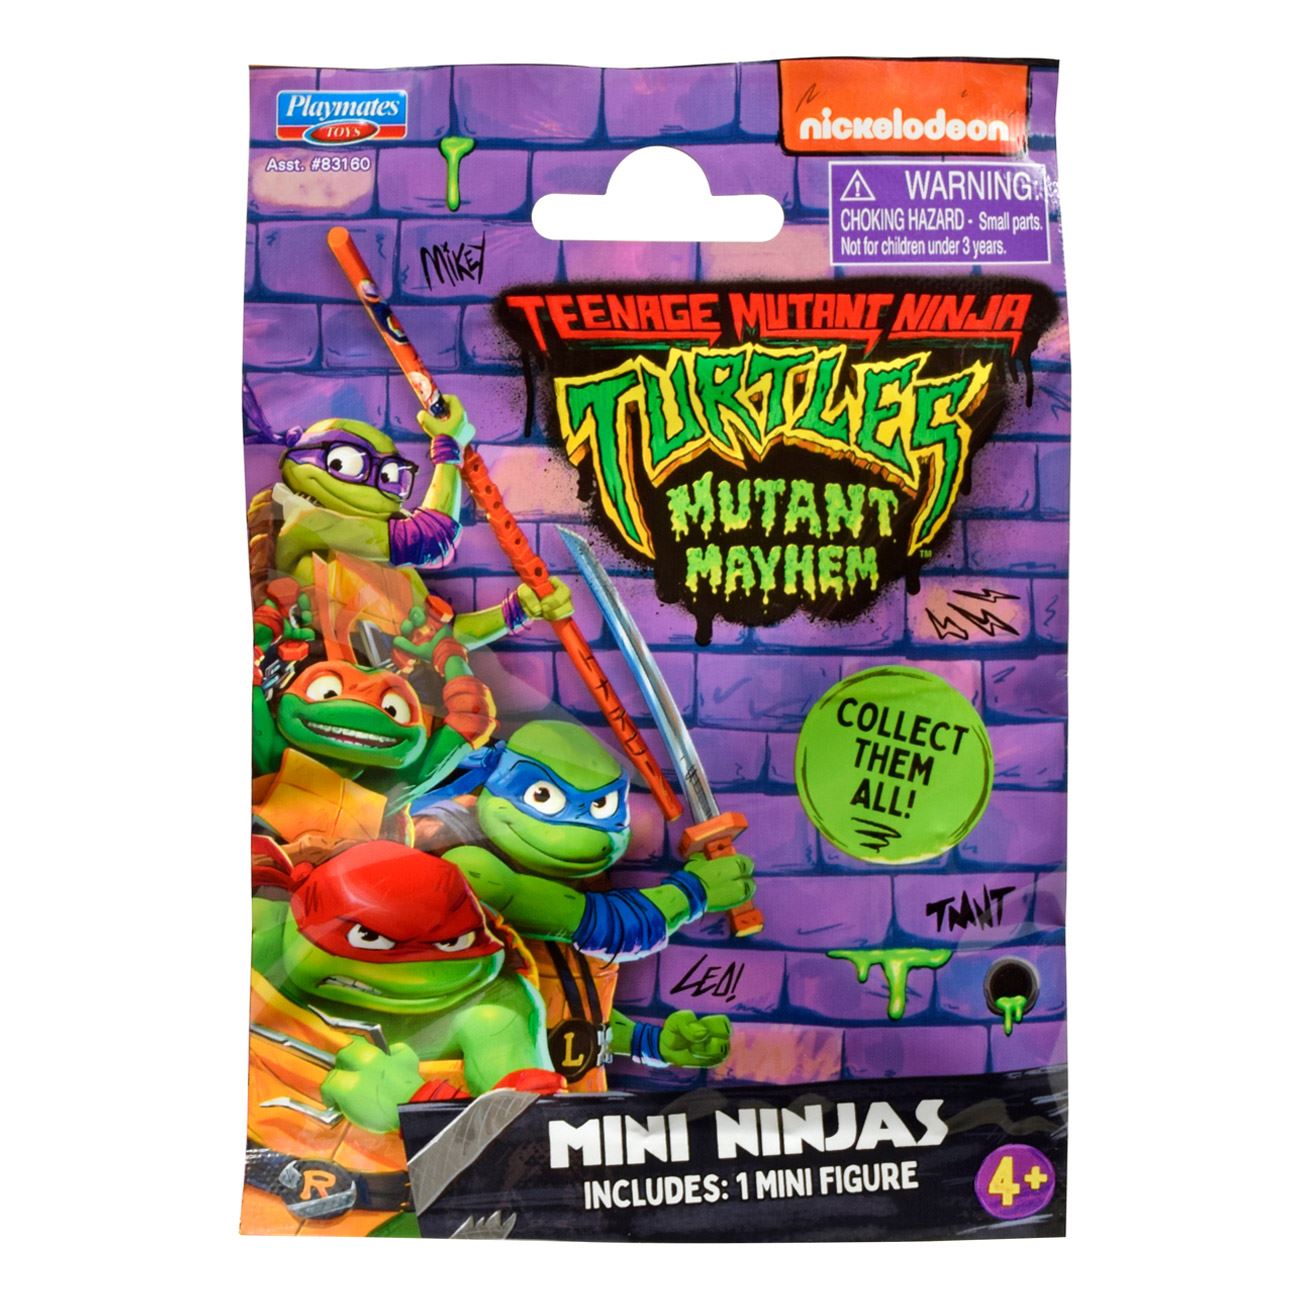 Playmates
TOYS
Asst. #83160
nickelodeon
WARNING:
CHOKING HAZARD - Small parts.
Not for children under 3 years.
MiKEY
TEENAGE MUTANT NINJA
TURTLES
MUTANT
MAYHEM
TM
COLLECT
THEM
ALL!
TMNT
LEO!
L
R
MINI NINJAS
INCLUDES: 1 MINI FIGURE
4+